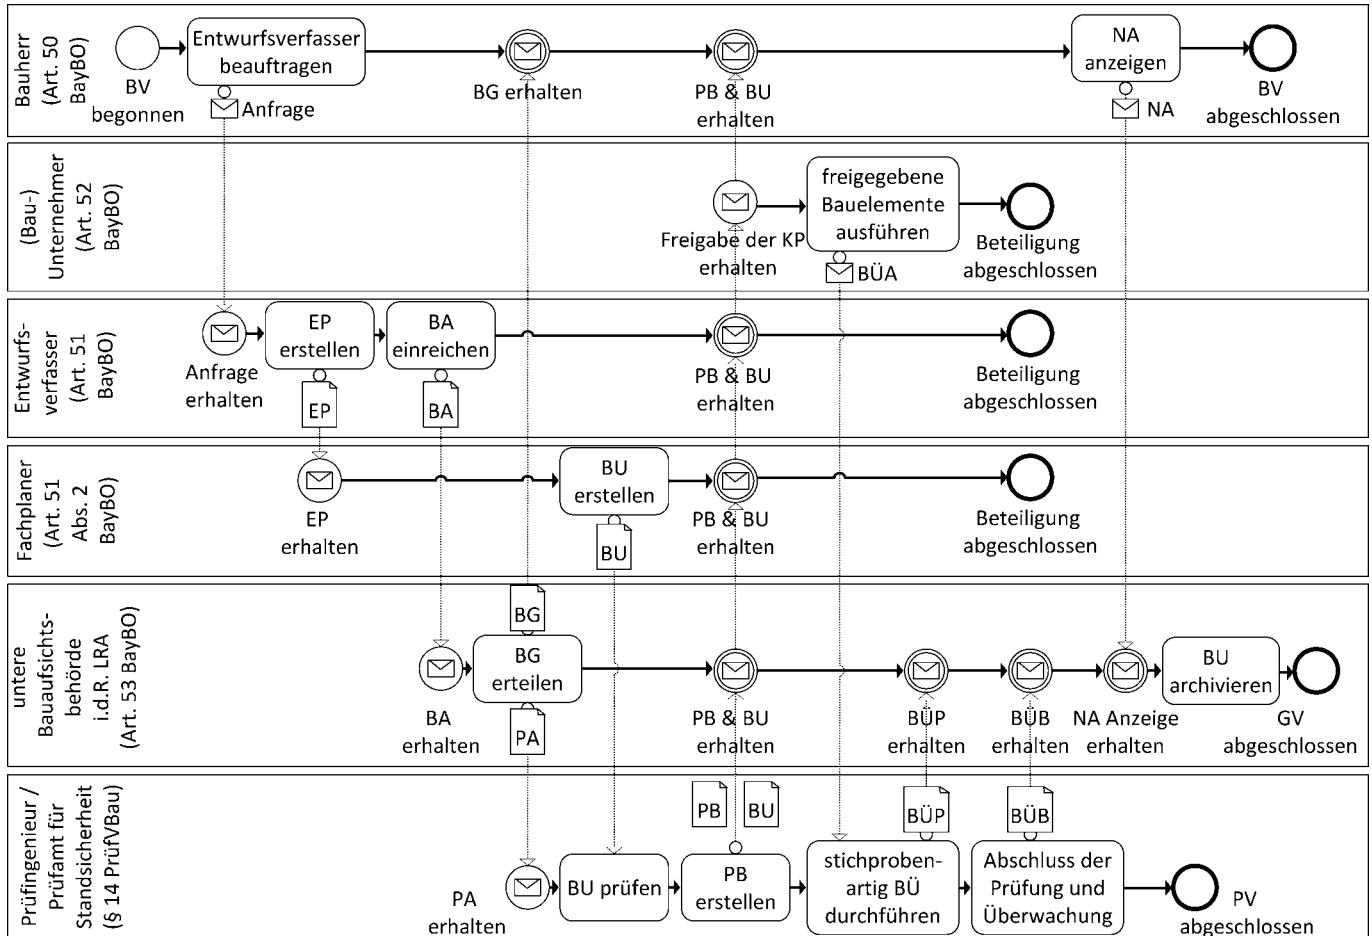 Bauherr
(Art. 50
BayBO)
BV
begonnen
Entwurfsverfasser
beauftragen
Anfrage
BG erhalten
PB & BU
erhalten
NA
anzeigen
NA
BV
abgeschlossen
(Bau-)
Unternehmer
(Art. 52
BayBO)
Freigabe der KP
erhalten
freigegebene
Bauelemente
ausführen
BÜA
Beteiligung
abgeschlossen
Entwurfs-
verfasser
(Art. 51
BayBO)
Anfrage
erhalten
EP
erstellen
EP
BA
einreichen
BA
PB & BU
erhalten
Beteiligung
abgeschlossen
Fachplaner
(Art. 51
Abs. 2
BayBO)
EP
erhalten
BU
erstellen
BU
PB & BU
erhalten
Beteiligung
abgeschlossen
untere
Bauaufsichts-
behörde
i.d.R. LRA
(Art. 53 BayBO)
BA
erhalten
BG
BG
erteilen
PA
PB & BU
erhalten
BÜP
erhalten
BÜB
erhalten
NA Anzeige
erhalten
BU
archivieren
GV
abgeschlossen
Prüfingenieur /
Prüfamt für
Standsicherheit
(§ 14 PrüfVBau)
PA
erhalten
BU prüfen
PB
BU
PB
erstellen
stichproben-
artig BÜ
durchführen
BÜP
BÜB
Abschluss der
Prüfung und
Überwachung
PV
abgeschlossen